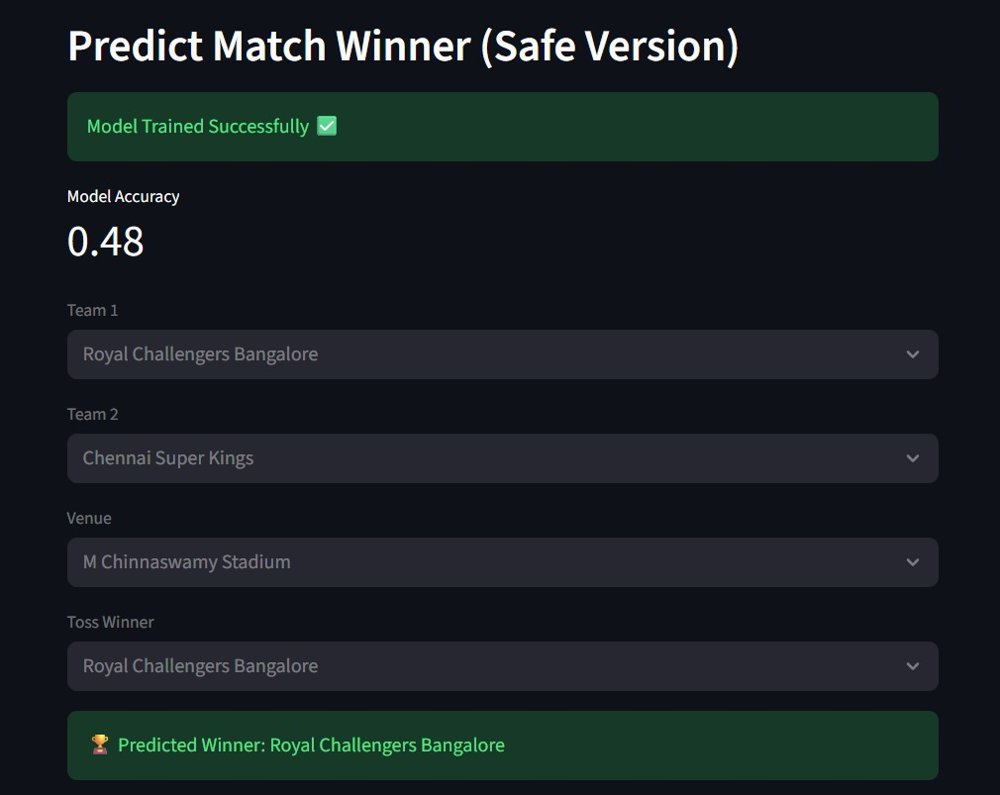 Predict Match Winner (Safe Version)
Model Trained Successfully ✅
Model Accuracy
0.48
Team 1
Royal Challengers Bangalore
Team 2
Chennai Super Kings
Venue
M Chinnaswamy Stadium
Toss Winner
Royal Challengers Bangalore
🏆 Predicted Winner: Royal Challengers Bangalore